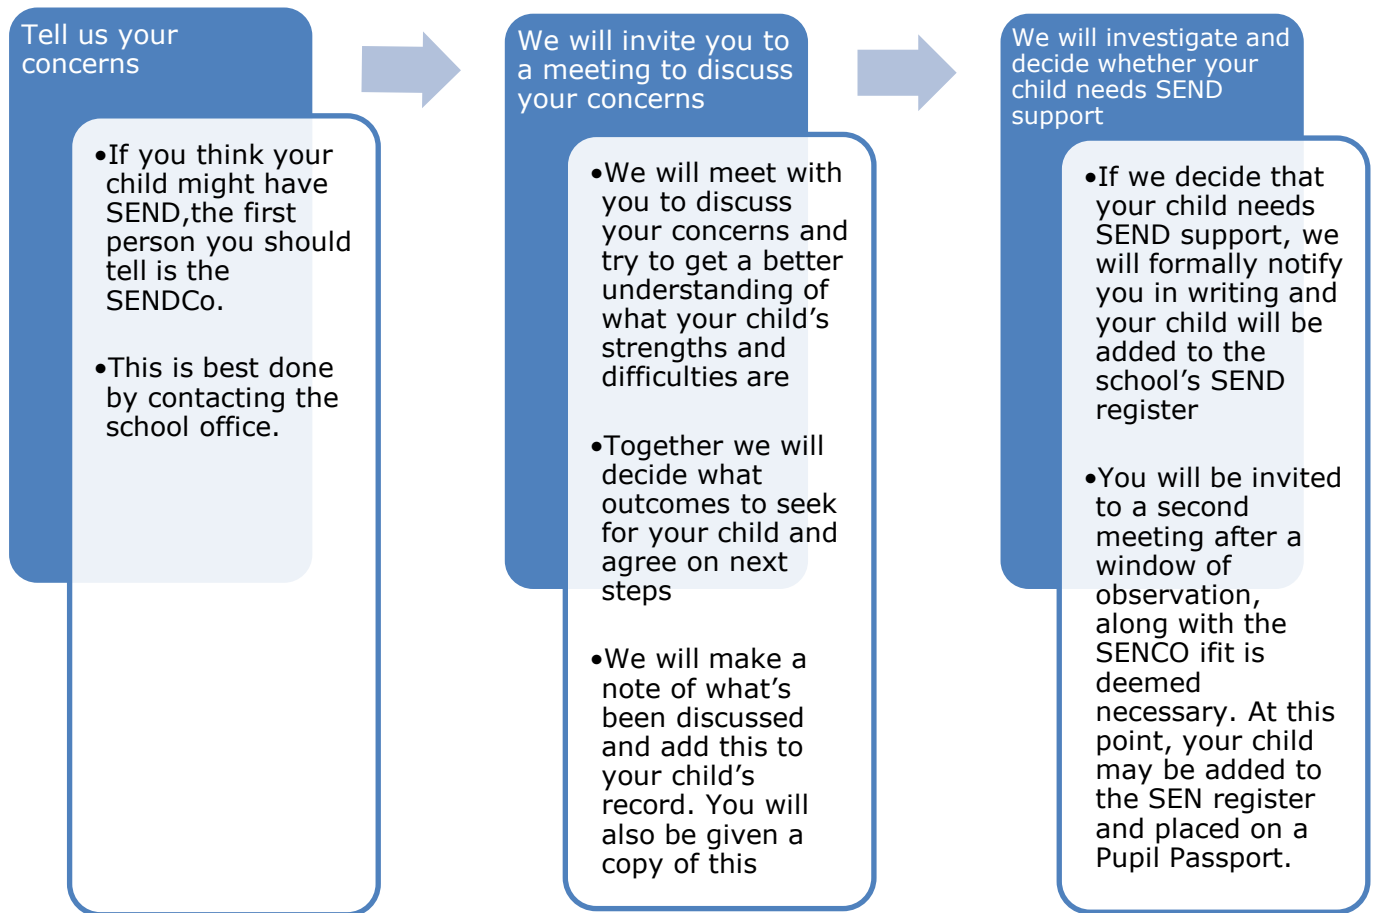 Tell us your
concerns
•If you think your
child might have
SEND,the first
person you should
tell is the
SENDCo.
•This is best done
by contacting the
school office.
We will invite you to
a meeting to discuss
your concerns
•We will meet with
you to discuss
your concerns and
try to get a better
understanding of
what your child’s
strengths and
difficulties are
•Together we will
decide what
outcomes to seek
for your child and
agree on next
steps
•We will make a
note of what’s
been discussed
and add this to
your child’s
record. You will
also be given a
copy of this
We will investigate and
decide whether your
child needs SEND
support
•If we decide that
your child needs
SEND support, we
will formally notify
you in writing and
your child will be
added to the
school’s SEND
register
•You will be invited
to a second
meeting after a
window of
observation,
along with the
SENCO ifit is
deemed
necessary. At this
point, your child
may be added to
the SEN register
and placed on a
Pupil Passport.